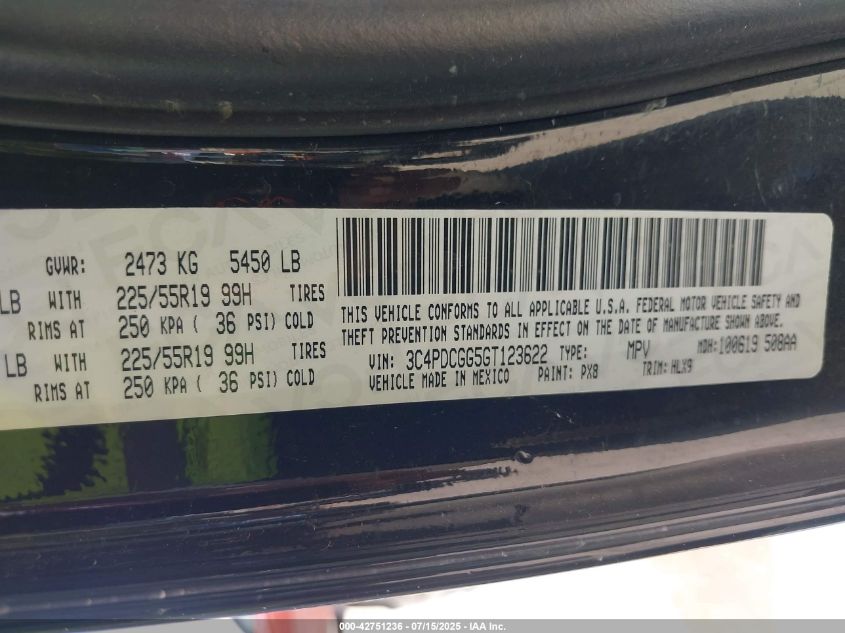 GVWR: 2473 KG 5450 LB
LB WITH 225/55R19 99H TIRES
RIMS AT 250 KPA ( 36 PSI) COLD
LB WITH 225/55R19 99H TIRES
RIMS AT 250 KPA ( 36 PSI) COLD
THIS VEHICLE CONFORMS TO ALL APPLICABLE U.S.A. FEDERAL MOTOR VEHICLE SAFETY AND
THEFT PREVENTION STANDARDS IN EFFECT ON THE DATE OF MANUFACTURE SHOWN ABOVE.
VIN: 3C4PDCGG5GT123622 TYPE: MPV MDH: 100619 508AA
VEHICLE MADE IN MEXICO PAINT: PX8 TRIM: HLX9
000-42751236 - 07/15/2025 - IAA Inc.